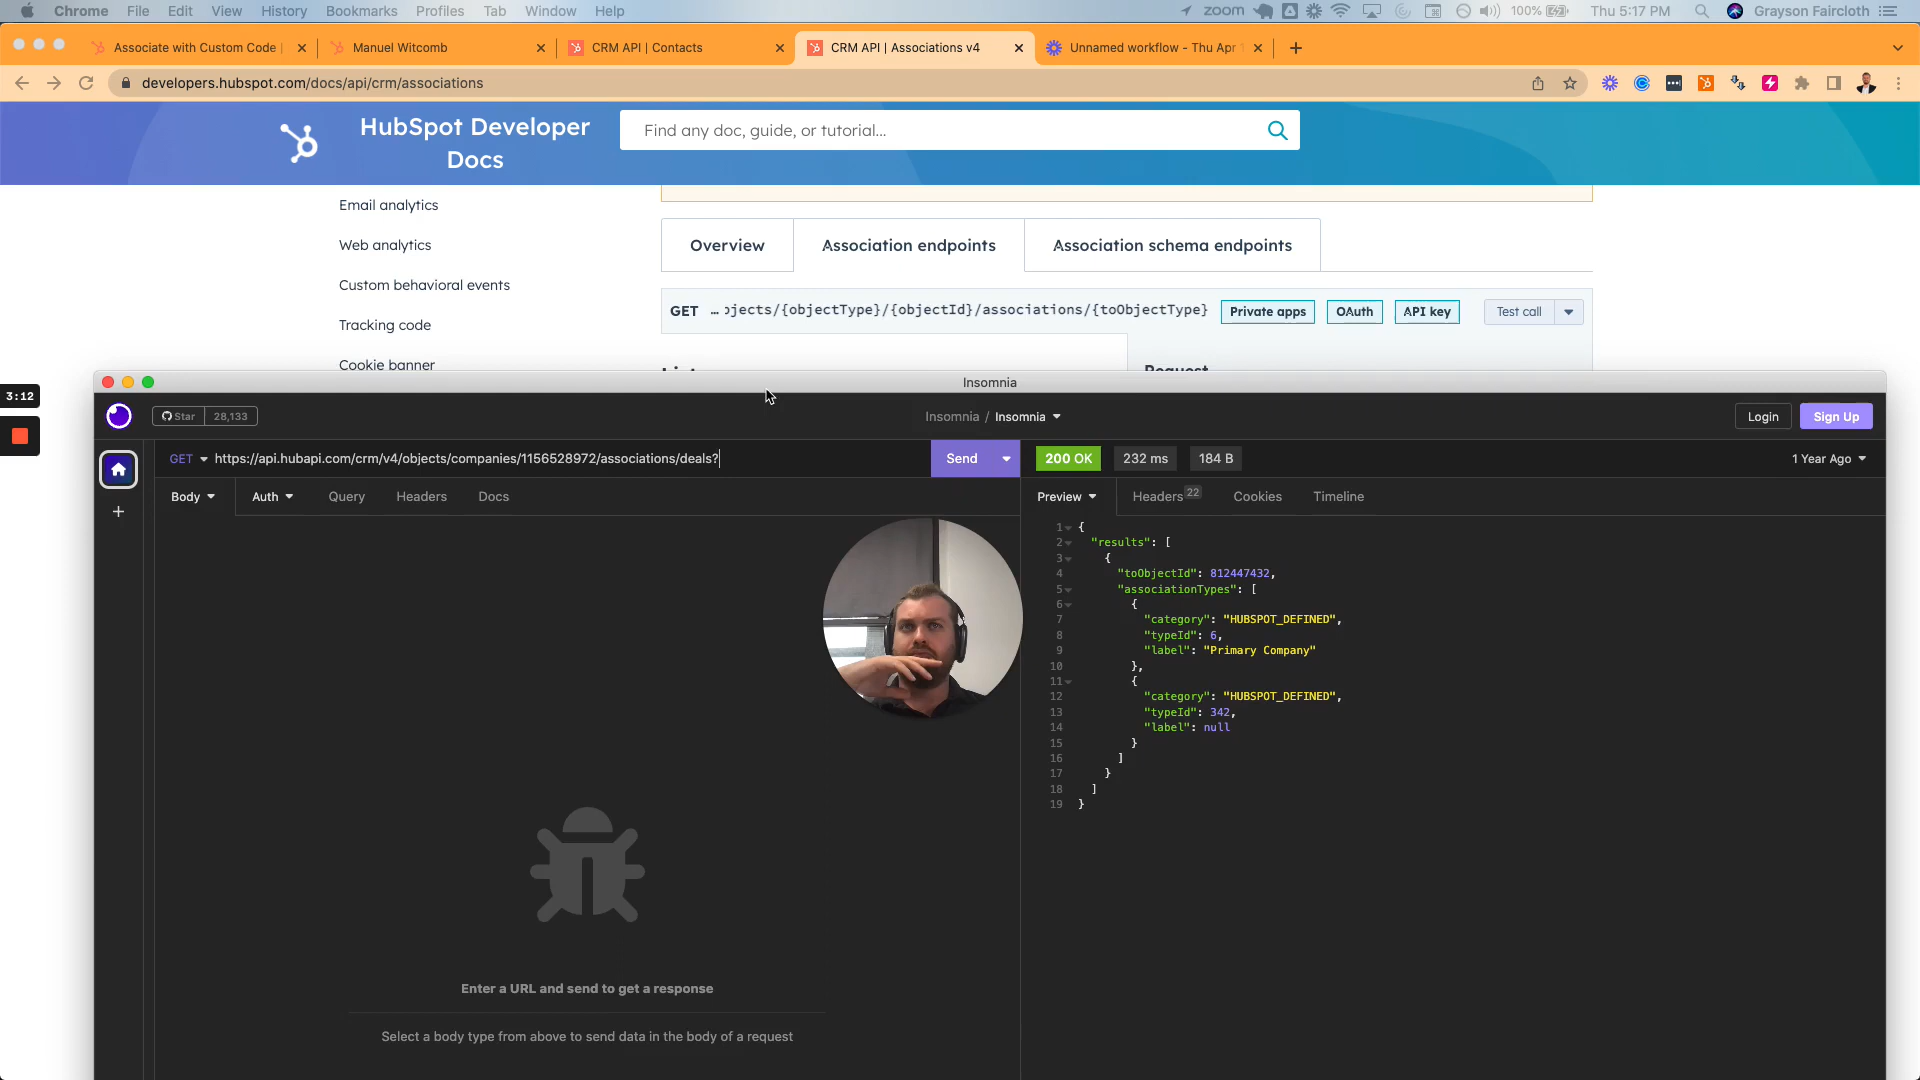 Chrome File Edit View History Bookmarks Profiles Tab Window Help
zoom 100% Thu 5:17 PM Grayson Faircloth
Associate with Custom Code |
Manuel Witcomb
CRM API | Contacts
CRM API | Associations v4
Unnamed workflow - Thu Apr
developers.hubspot.com/docs/api/crm/associations
HubSpot Developer
Docs
Find any doc, guide, or tutorial...
Email analytics
Web analytics
Custom behavioral events
Tracking code
Cookie banner
Overview
Association endpoints
Association schema endpoints
GET … bjects/{objectType}/{objectId}/associations/{toObjectType}
Private apps
OAuth
API key
Test call
Request
3:12
Insomnia
Star 28,133
Insomnia / Insomnia
Login
Sign Up
GET https://api.hubapi.com/crm/v4/objects/companies/1156528972/associations/deals?
Send
200 OK
232 ms
184 B
1 Year Ago
Body
Auth
Query
Headers
Docs
Preview
Headers 22
Cookies
Timeline
1 {
2 "results": [
3 {
4 "toObjectId": 812447432,
5 "associationTypes": [
6 {
7 "category": "HUBSPOT_DEFINED",
8 "typeId": 6,
9 "label": "Primary Company"
10 },
11 {
12 "category": "HUBSPOT_DEFINED",
13 "typeId": 342,
14 "label": null
15 }
16 ]
17 }
18 ]
19 }
Enter a URL and send to get a response
Select a body type from above to send data in the body of a request